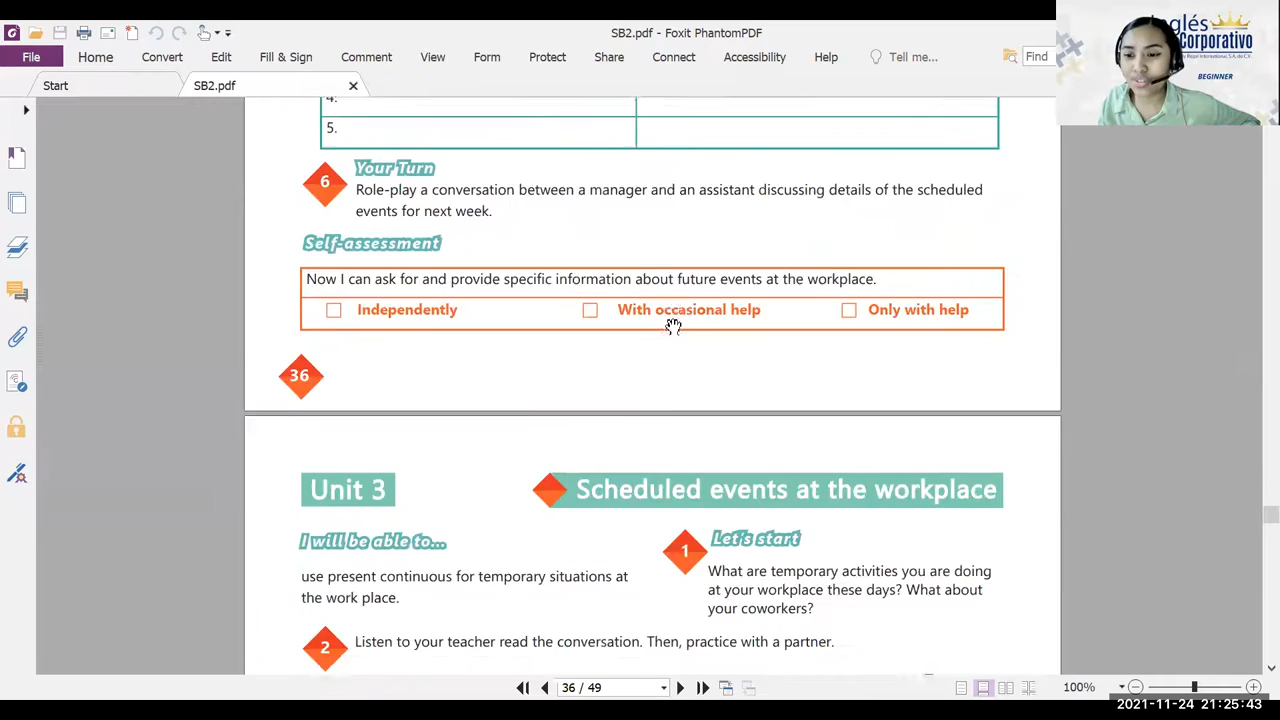 SB2.pdf - Foxit PhantomPDF
File Home Convert Edit Fill & Sign Comment View Form Protect Share Connect Accessibility Help Tell me... Find
Inglés
Corporativo
BEGINNER
Start SB2.pdf
4.
5.
6 Your Turn
Role-play a conversation between a manager and an assistant discussing details of the scheduled
events for next week.
Self-assessment
Now I can ask for and provide specific information about future events at the workplace.
Independently With occasional help Only with help
36
Unit 3 Scheduled events at the workplace
I will be able to...
use present continuous for temporary situations at
the work place.
1 Let's start
What are temporary activities you are doing
at your workplace these days? What about
your coworkers?
2 Listen to your teacher read the conversation. Then, practice with a partner.
36 / 49 100%
2021-11-24 21:25:43